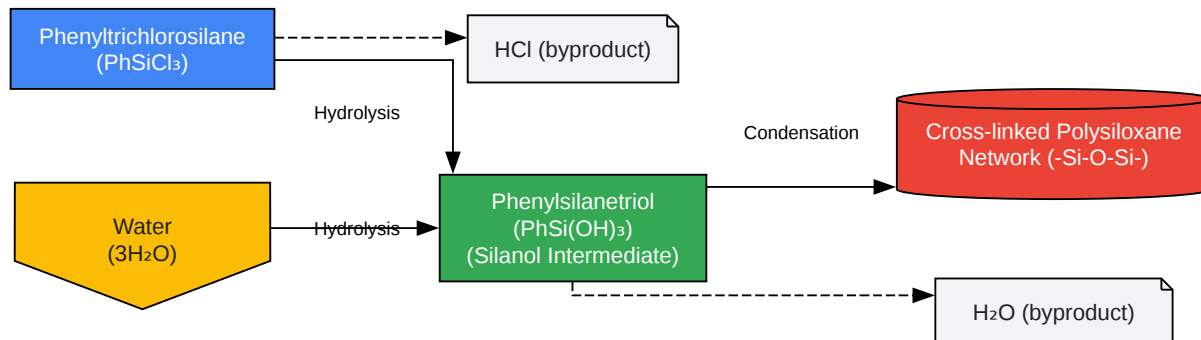 Phenyltrichlorosilane
(PhSiCl₃)
HCl (byproduct)
Hydrolysis
Condensation
Cross-linked Polysiloxane
Network (-Si-O-Si-)
Water
(3H₂O)
Hydrolysis
Phenylsilanetriol
(PhSi(OH)₃)
(Silanol Intermediate)
H₂O (byproduct)